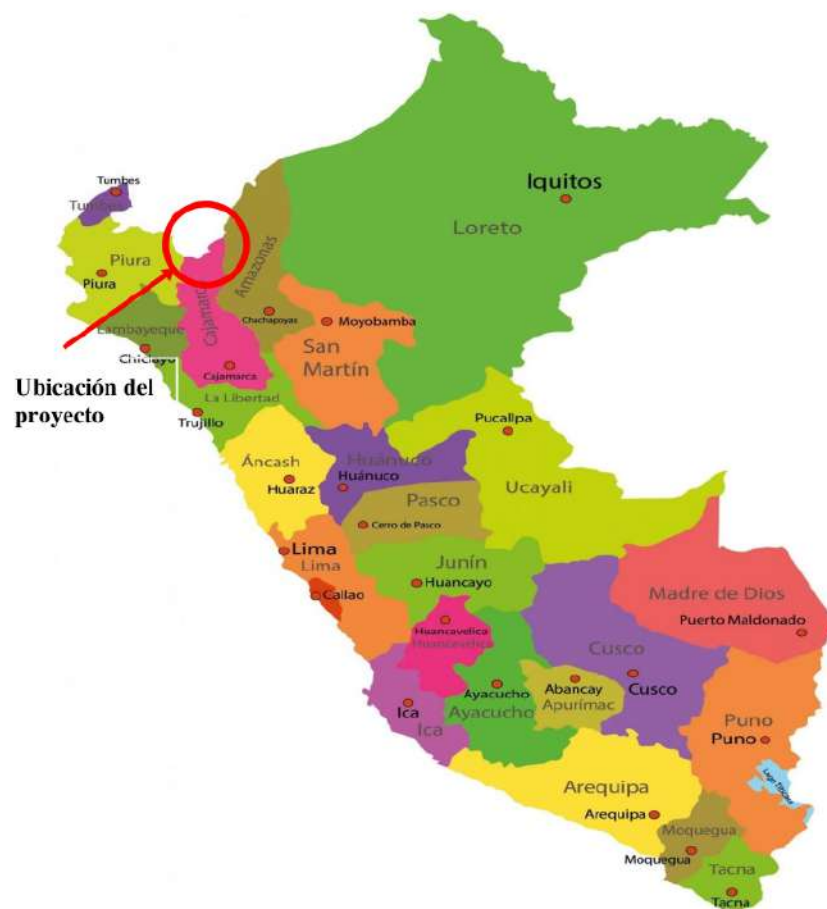 Tumbes
Tumbes
Iquitos
Loreto
Piura
Piura
Amazonas
Cajamarca
Lambayeque
Chiclayo
Chachapoyas
Moyobamba
San
Martín
Cajamarca
La Libertad
Trujillo
Ubicación del
proyecto
Pucallpa
Áncash
Huaraz
Huánuco
Huánuco
Ucayali
Pasco
Cerro de Pasco
Lima
Lima
Junín
Huancayo
Callao
Madre de Dios
Puerto Maldonado
Huancavelica
Huancavelica
Cusco
Cusco
Ayacucho
Ayacucho
Abancay
Apurímac
Ica
Ica
Puno
Puno
Lago Titicaca
Arequipa
Arequipa
Moquegua
Moquegua
Tacna
Tacna